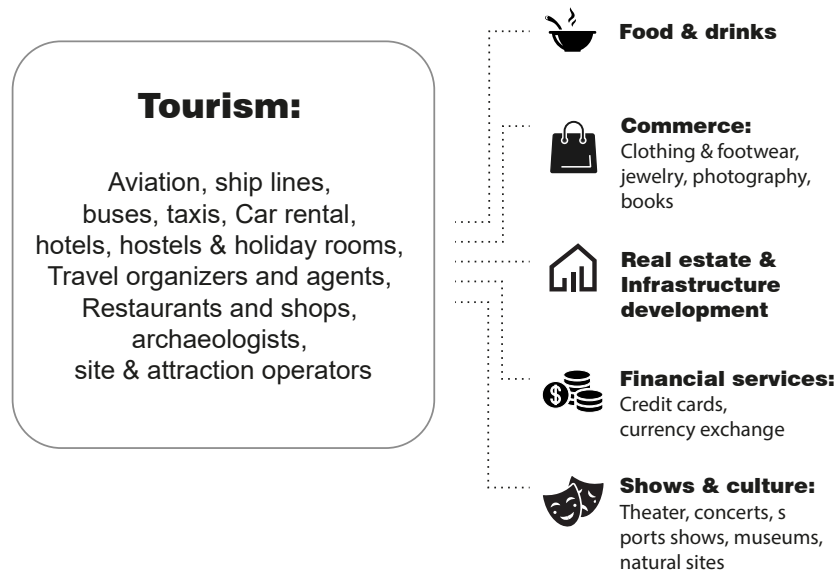 Tourism:
Aviation, ship lines,
buses, taxis, Car rental,
hotels, hostels & holiday rooms,
Travel organizers and agents,
Restaurants and shops,
archaeologists,
site & attraction operators
Food & drinks
Commerce:
Clothing & footwear,
jewelry, photography,
books
Real estate &
Infrastructure
development
$
Financial services:
Credit cards,
currency exchange
Shows & culture:
Theater, concerts, s
ports shows, museums,
natural sites